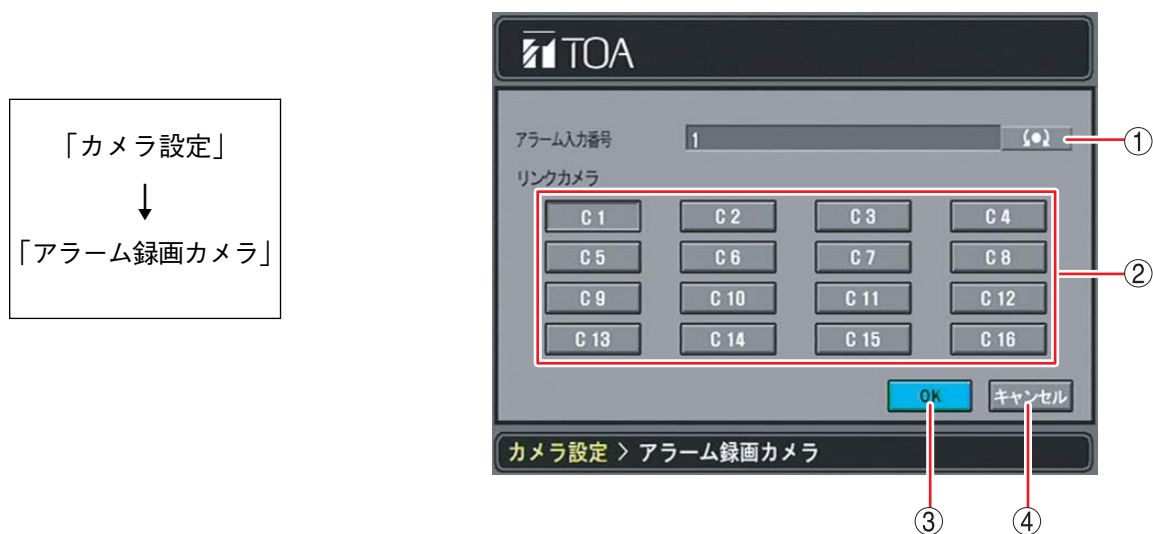 「カメラ設定」
↓
「アラーム録画カメラ」
TOA
アラーム入力番号 1
リンクカメラ
C 1 C 2 C 3 C 4
C 5 C 6 C 7 C 8
C 9 C 10 C 11 C 12
C 13 C 14 C 15 C 16
OK キャンセル
カメラ設定 > アラーム録画カメラ
①
②
③ ④